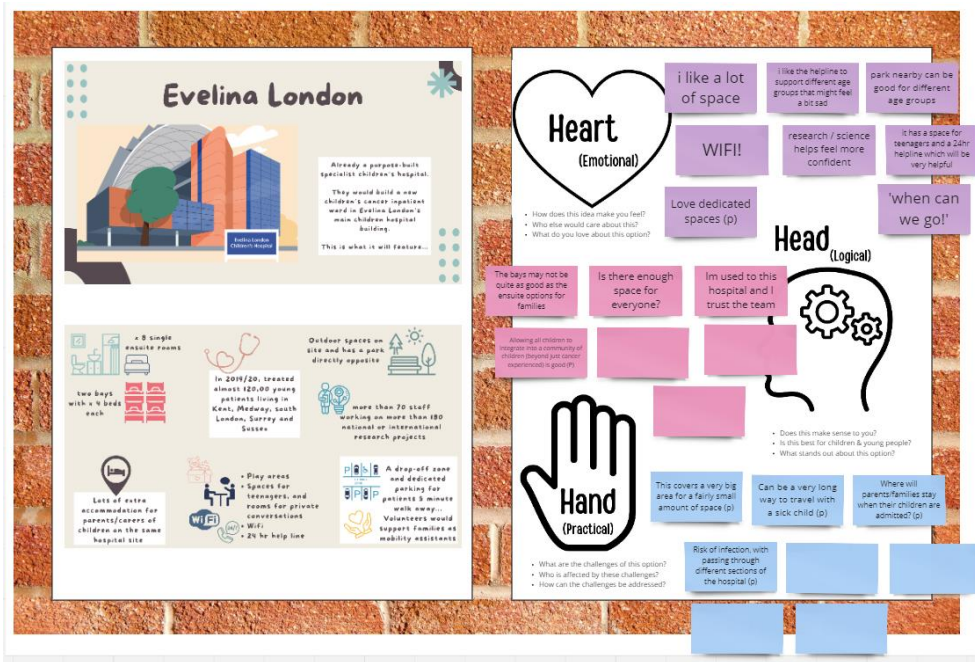 Evelina London
Already a purpose-built
specialist children's hospital.
They would build a new
children's cancer inpatient
ward in Evelina London's
main children hospital
building.
This is what it will feature...
Evelina London
Children's Hospital
x 8 single
ensuite rooms
two bays
with x 4 beds
each
In 2019/20, treated
almost 120,00 young
patients living in
Kent, Medway, south
London, Surrey and
Sussex
Outdoor spaces on
site and has a park
directly opposite
more than 70 staff
working on more than 180
national or international
research projects
Lots of extra
accommodation for
parents/carers of
children on the same
hospital site
WiFi
24/7
• Play areas
• Spaces for
teenagers, and
rooms for private
conversations
• Wifi
• 24 hr help line
A drop-off zone
and dedicated
parking for
patients 5 minute
walk away...
Volunteers would
support families as
mobility assistants
Heart
(Emotional)
• How does this idea make you feel?
• Who else would care about this?
• What do you love about this option?
i like a lot
of space
I like the helpline to
support different age
groups that might feel
a bit sad
park nearby can be
good for different
age groups
WIFI!
research / science
helps feel more
confident
it has a space for
teenagers and a 24hr
helpline which will be
very helpful
Love dedicated
spaces (p)
'when can
we go!'
Head
(Logical)
The bays may not be
quite as good as the
ensuite options for
families
Is there enough
space for
everyone?
Im used to this
hospital and I
trust the team
Allowing all children to
integrate into a community of
children (beyond just cancer
experienced) is good (P)
• Does this make sense to you?
• Is this best for children & young people?
• What stands out about this option?
Hand
(Practical)
• What are the challenges of this option?
• Who is affected by these challenges?
• How can the challenges be addressed?
This covers a very big
area for a fairly small
amount of space (p)
Can be a very long
way to travel with
a sick child (p)
Where will
parents/families stay
when their children are
admitted? (p)
Risk of infection, with
passing through
different sections of
the hospital (p)